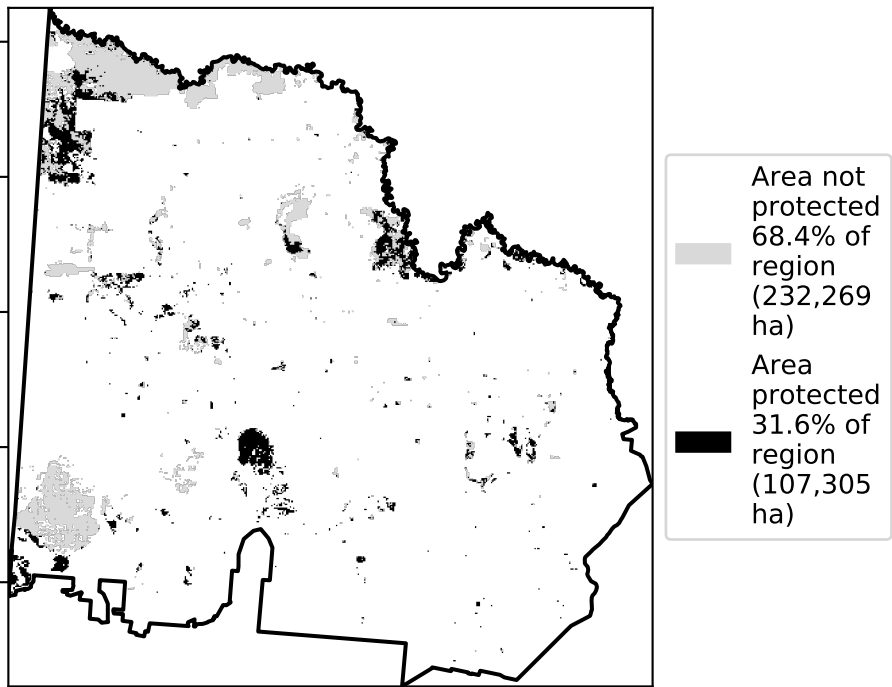 Area not
protected
68.4% of
region
(232,269
ha)
Area
protected
31.6% of
region
(107,305
ha)